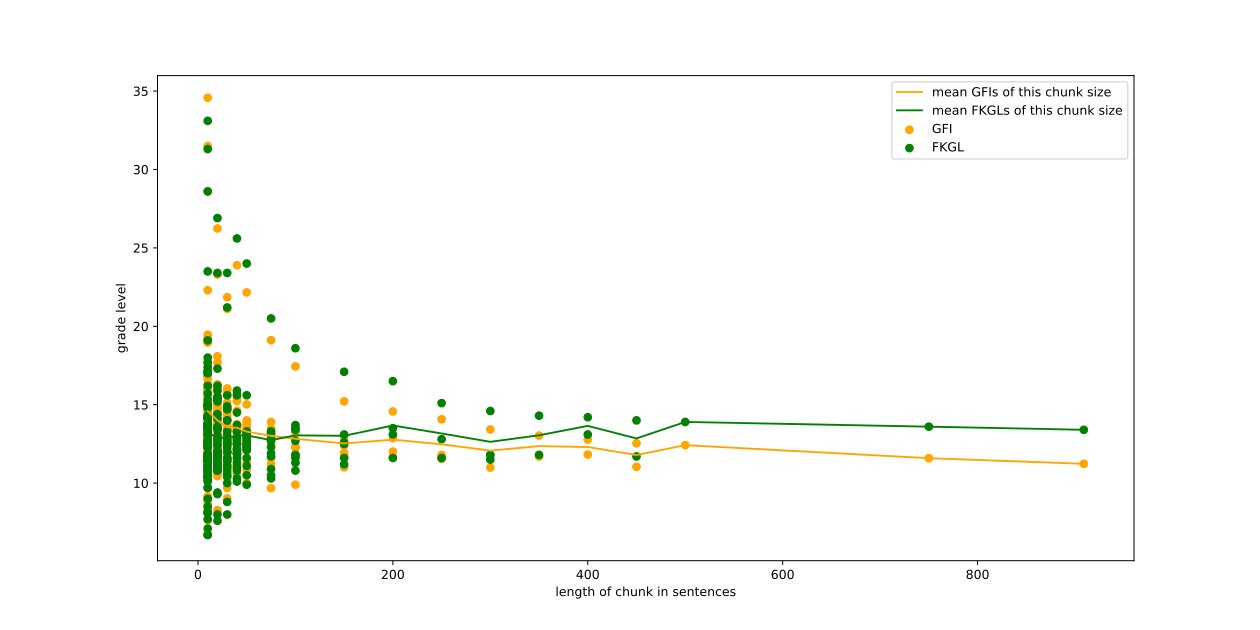 35
30
25
20
15
10
grade level
0
200
400
600
800
length of chunk in sentences
mean GFIs of this chunk size
mean FKGLs of this chunk size
GFI
FKGL